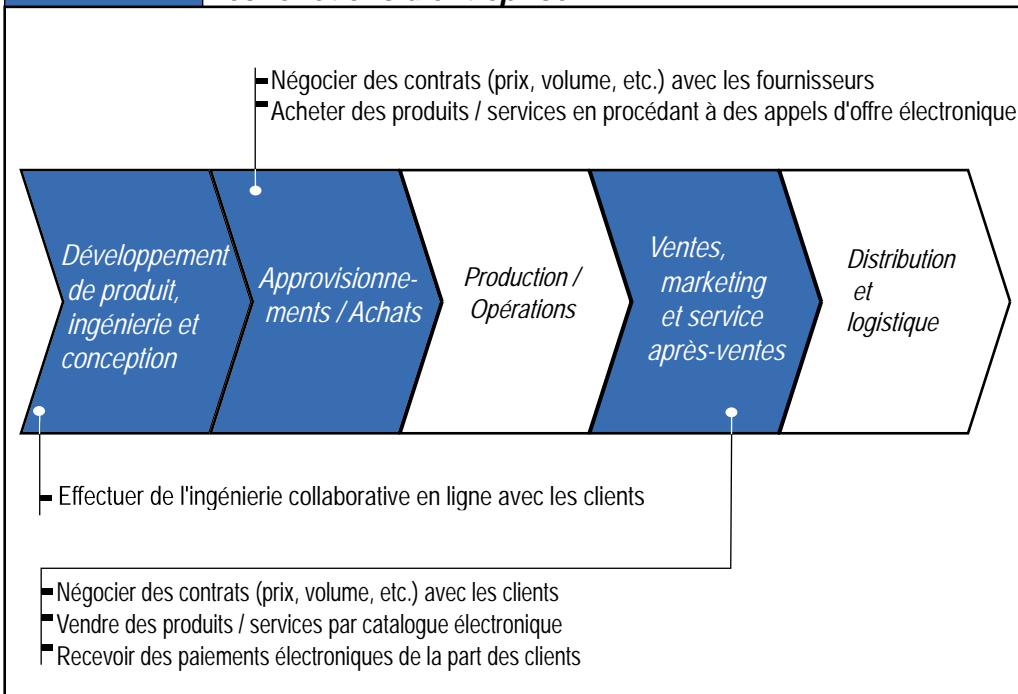 Négocier des contrats (prix, volume, etc.) avec les fournisseurs
Acheter des produits / services en procédant à des appels d'offre électronique
Développement
de produit,
ingénierie et
conception
Approvisionne-
ments / Achats
Production /
Opérations
Ventes,
marketing
et service
après-ventes
Distribution
et
logistique
Effectuer de l'ingénierie collaborative en ligne avec les clients
Négocier des contrats (prix, volume, etc.) avec les clients
Vendre des produits / services par catalogue électronique
Recevoir des paiements électroniques de la part des clients